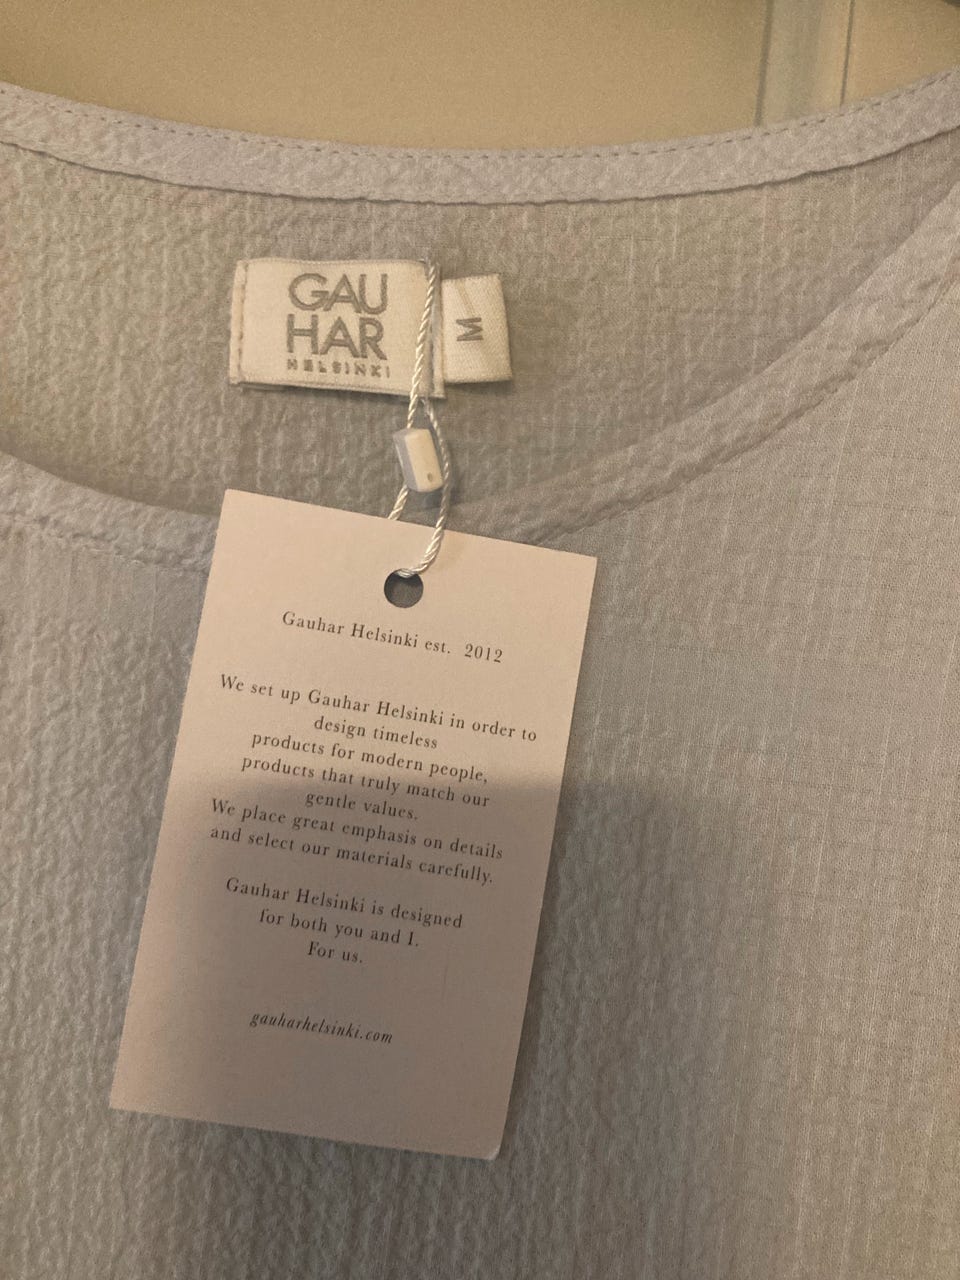 GAU
HAR
HELSINKI
M
Gauhar Helsinki est. 2012
We set up Gauhar Helsinki in order to
design timeless
products for modern people,
products that truly match our
gentle values.
We place great emphasis on details
and select our materials carefully.
Gauhar Helsinki is designed
for both you and I.
For us.
gauharhelsinki.com